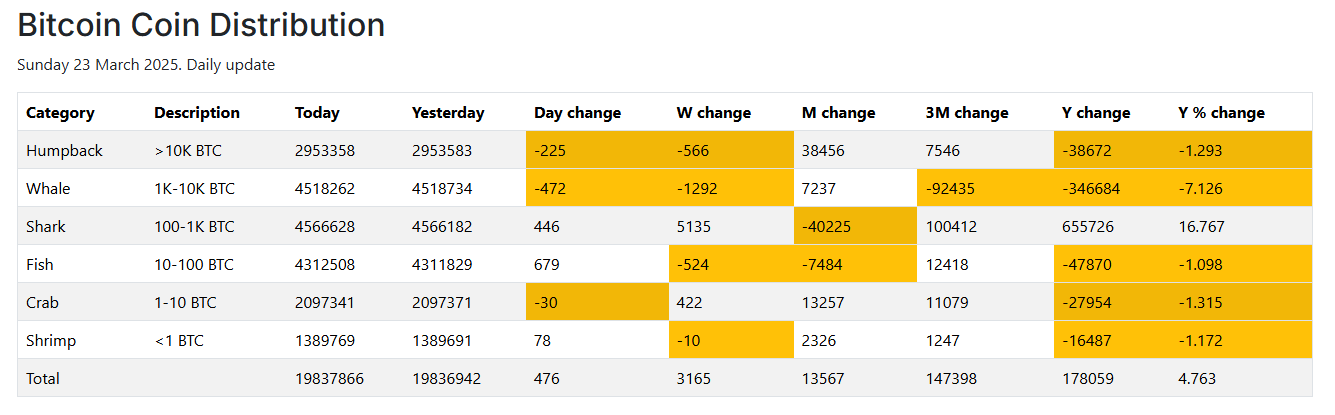 Bitcoin Coin Distribution
Sunday 23 March 2025. Daily update
Category Description Today Yesterday Day change W change M change 3M change Y change Y % change
Humpback >10K BTC 2953358 2953583 -225 -566 38456 7546 -38672 -1.293
Whale 1K-10K BTC 4518262 4518734 -472 -1292 7237 -92435 -346684 -7.126
Shark 100-1K BTC 4566628 4566182 446 5135 -40225 100412 655726 16.767
Fish 10-100 BTC 4312508 4311829 679 -524 -7484 12418 -47870 -1.098
Crab 1-10 BTC 2097341 2097371 -30 422 13257 11079 -27954 -1.315
Shrimp <1 BTC 1389769 1389691 78 -10 2326 1247 -16487 -1.172
Total 19837866 19836942 476 3165 13567 147398 178059 4.763